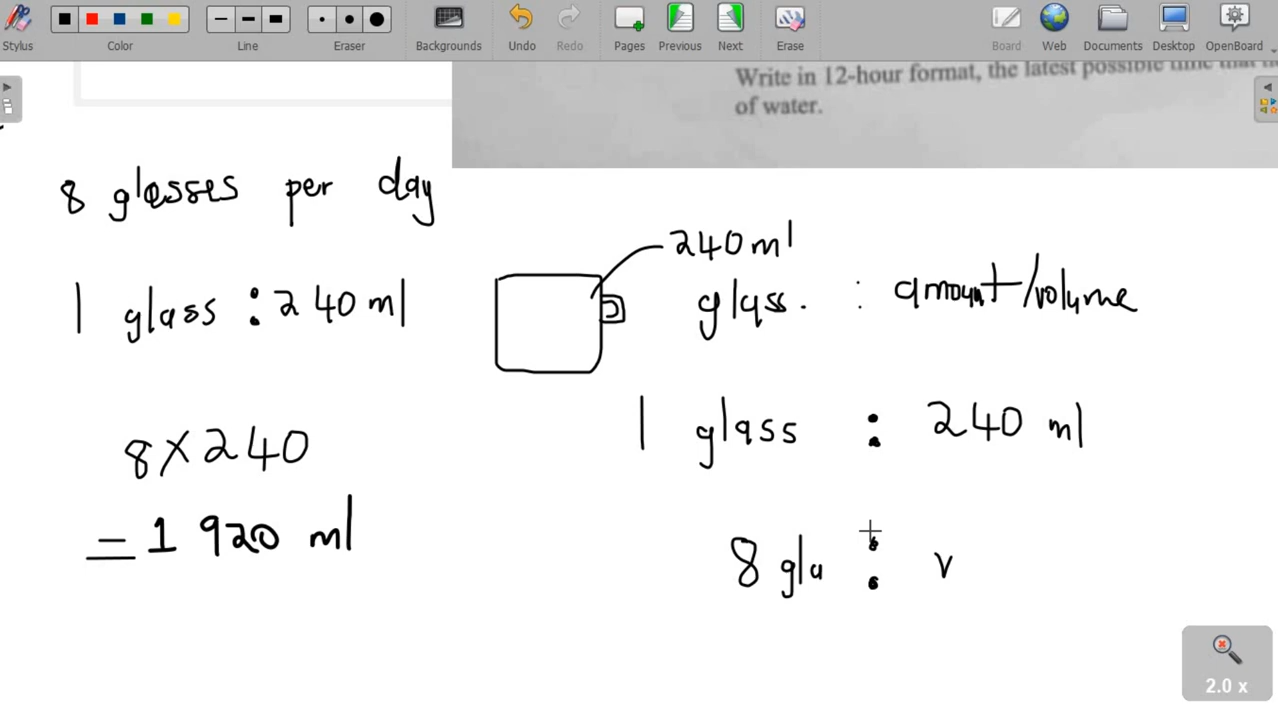 Stylus Color Line Eraser Backgrounds Undo Redo Pages Previous Next Erase Board Web Documents Desktop OpenBoard
Write in 12-hour format, the latest possible time that
of water.
8 glasses per day
1 glass : 240 ml
8 × 240
= 1 920 ml
240 ml
glass. : amount/volume
1 glass : 240 ml
8 gla : v
2.0 x